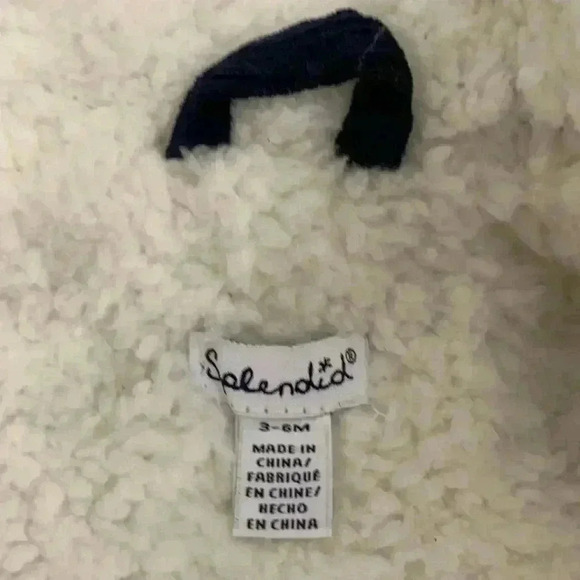 Splendid®
3-6M
MADE IN
CHINA/
FABRIQUÉ
EN CHINE/
HECHO
EN CHINA